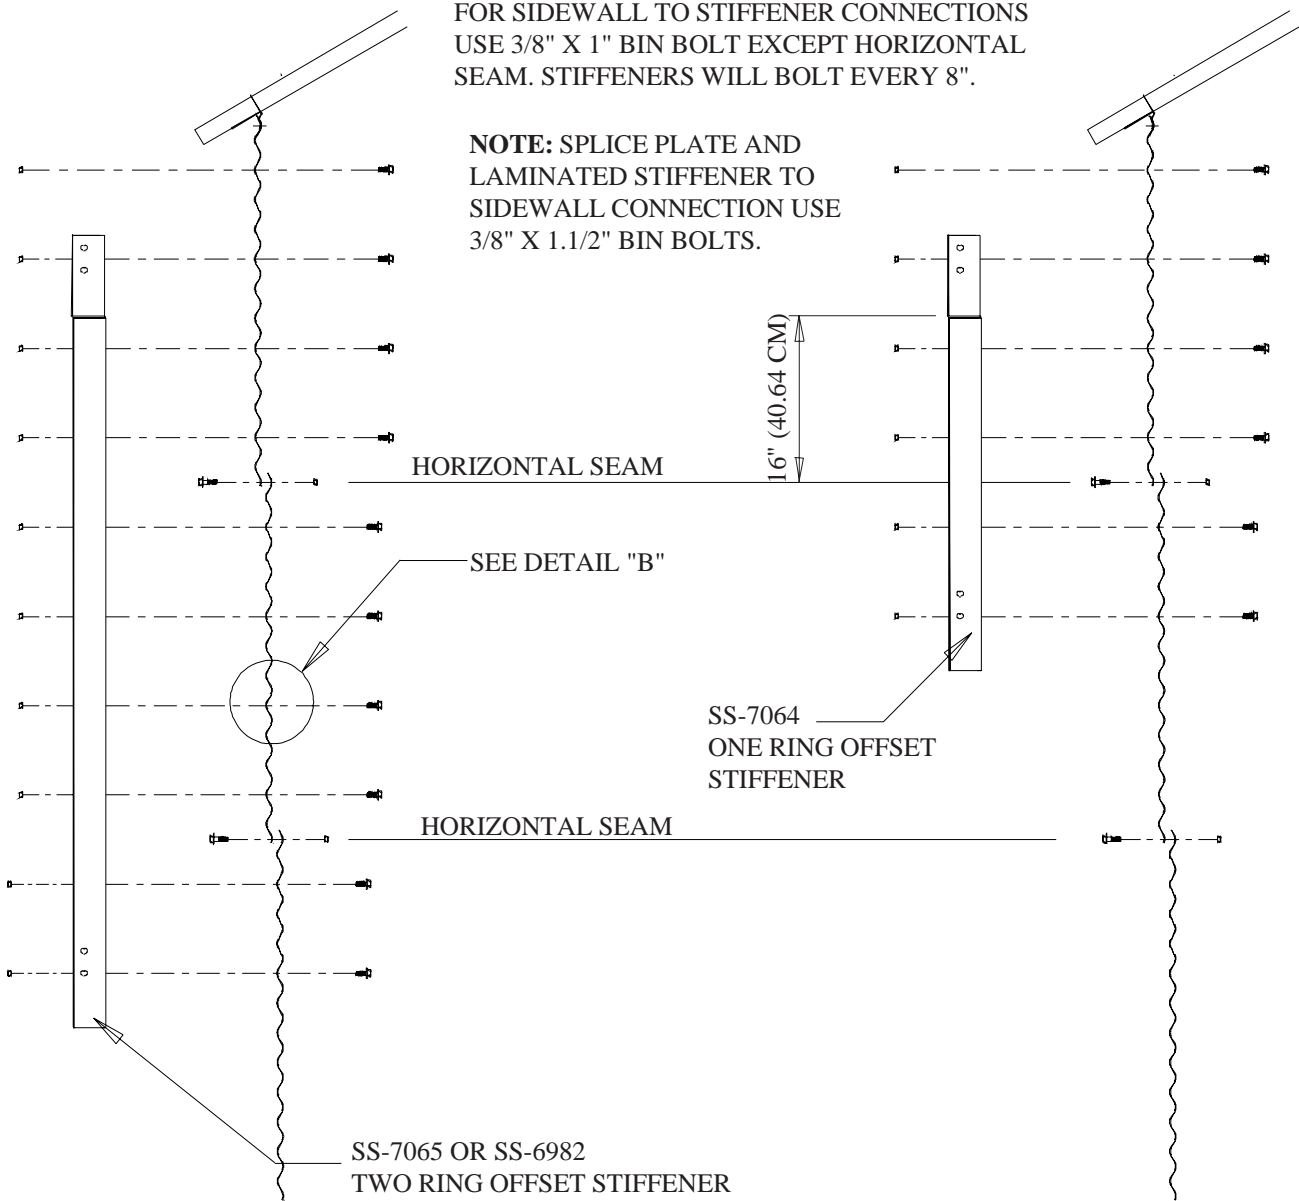 FOR SIDEWALL TO STIFFENER CONNECTIONS
USE 3/8" X 1" BIN BOLT EXCEPT HORIZONTAL
SEAM. STIFFENERS WILL BOLT EVERY 8".
NOTE: SPLICE PLATE AND
LAMINATED STIFFENER TO
SIDEWALL CONNECTION USE
3/8" X 1.1/2" BIN BOLTS.
16" (40.64 CM)
HORIZONTAL SEAM
SEE DETAIL "B"
SS-7064
ONE RING OFFSET
STIFFENER
HORIZONTAL SEAM
SS-7065 OR SS-6982
TWO RING OFFSET STIFFENER